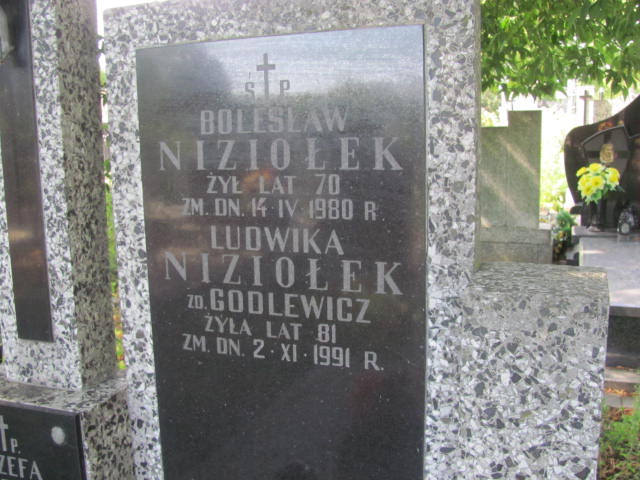 Ś † P
BOLESŁAW
NIZIOŁEK
ŻYŁ LAT 70
ZM. DN. 14 · IV · 1980 R.
LUDWIKA
NIZIOŁEK
ZD. GODLEWICZ
ŻYŁA LAT 81
ZM. DN. 2 · XI · 1991 R.
† P.